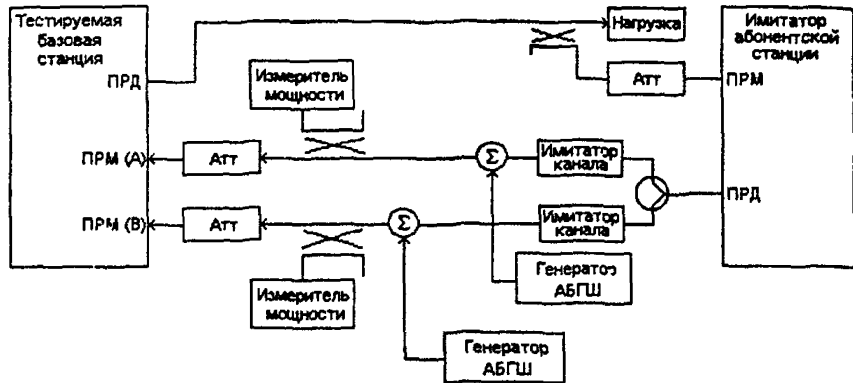 Тестируемая
базовая
станция
ПРД
ПРМ (А)
ПРМ (В)
Измеритель
мощности
Атт
Атт
Измеритель
мощности
Σ
Σ
Имитатор
канала
Имитатор
канала
Генератор
АБГШ
Генератор
АБГШ
Нагрузка
Атт
Имитатор
абонентской
станции
ПРМ
ПРД